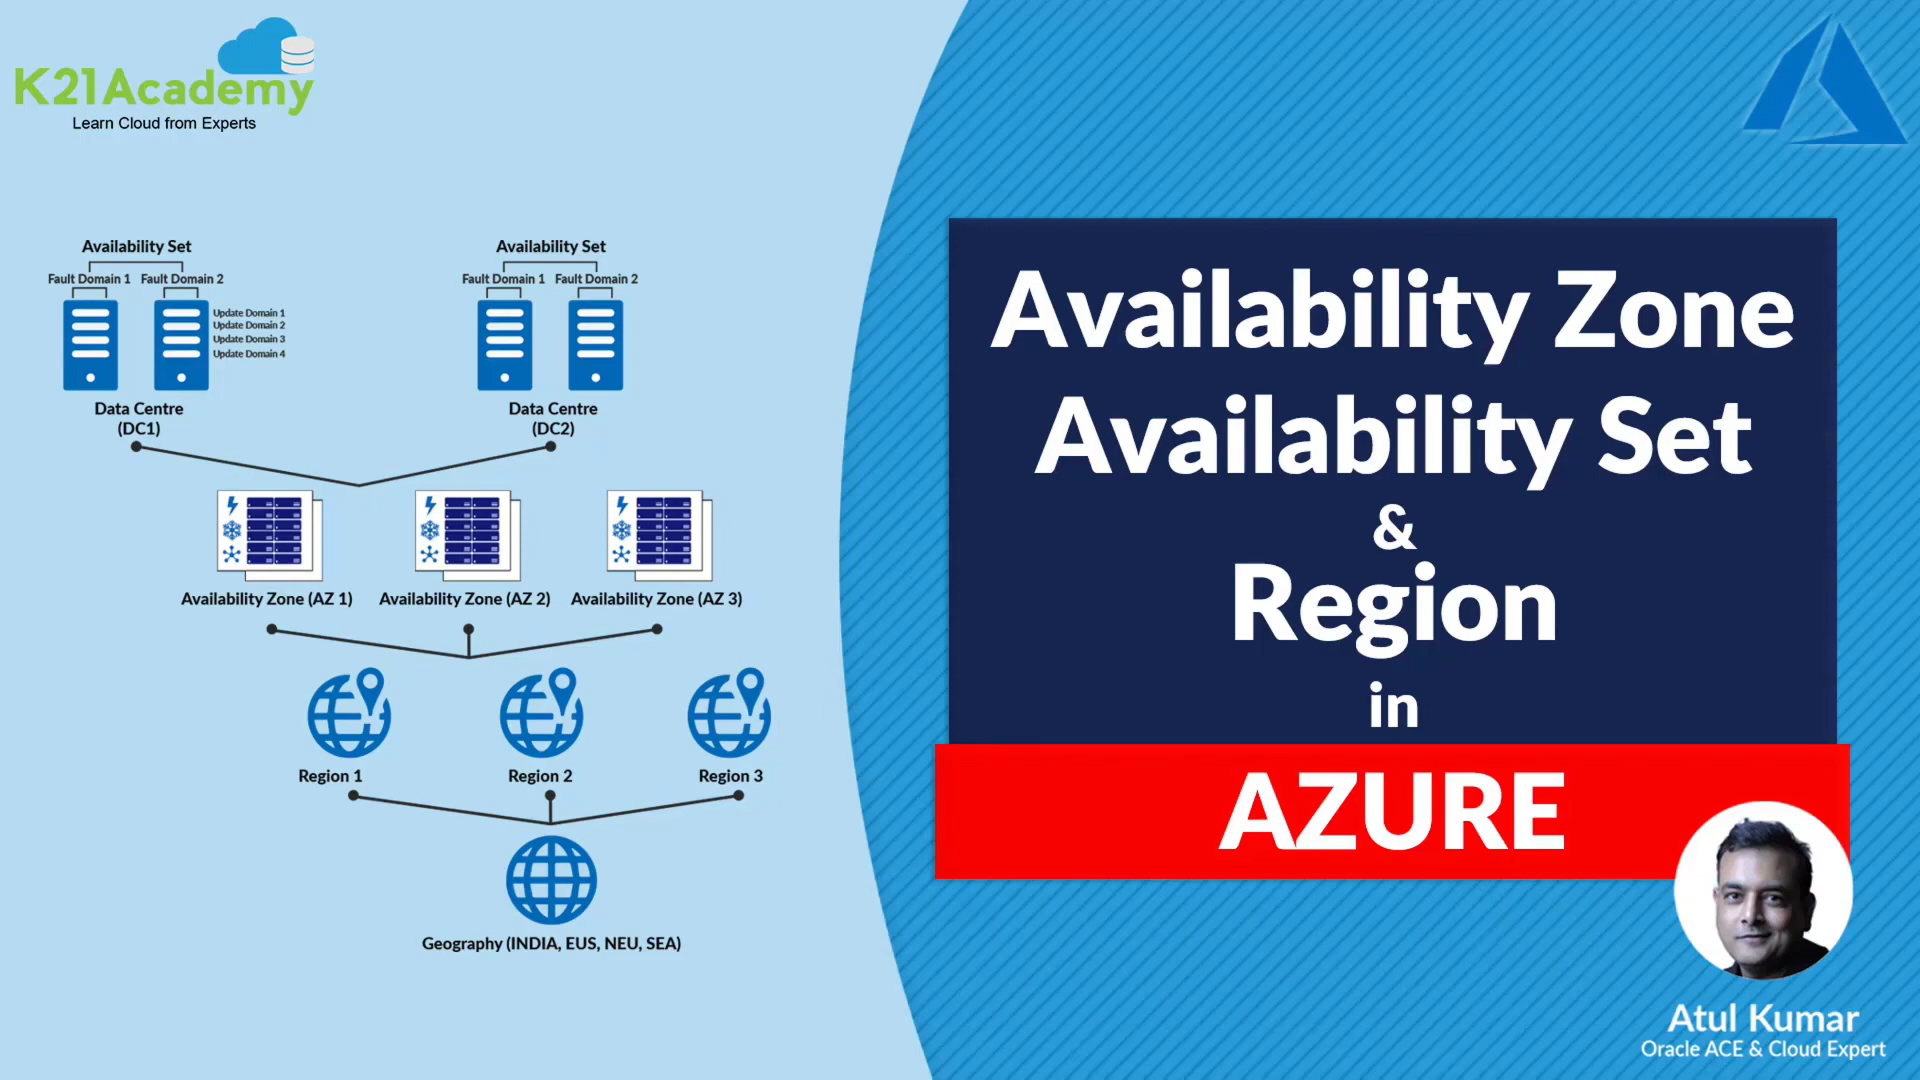 K21Academy
Learn Cloud from Experts
Availability Set
Fault Domain 1 Fault Domain 2
Update Domain 1
Update Domain 2
Update Domain 3
Update Domain 4
Data Centre
(DC1)
Availability Set
Fault Domain 1 Fault Domain 2
Data Centre
(DC2)
Availability Zone (AZ 1) Availability Zone (AZ 2) Availability Zone (AZ 3)
Region 1 Region 2 Region 3
Geography (INDIA, EUS, NEU, SEA)
Availability Zone
Availability Set
&
Region
in
AZURE
Atul Kumar
Oracle ACE & Cloud Expert